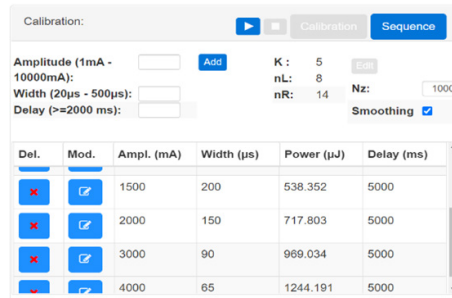 Calibration:
Calibration
Sequence
Amplitude (1mA -
10000mA):
Add
Width (20µs - 500µs):
Delay (>=2000 ms):
K : 5
nL: 8
nR: 14
Edit
Nz: 1000
Smoothing
Del. Mod. Ampl. (mA) Width (µs) Power (µJ) Delay (ms)
1500 200 538.352 5000
2000 150 717.803 5000
3000 90 969.034 5000
4000 65 1244.191 5000